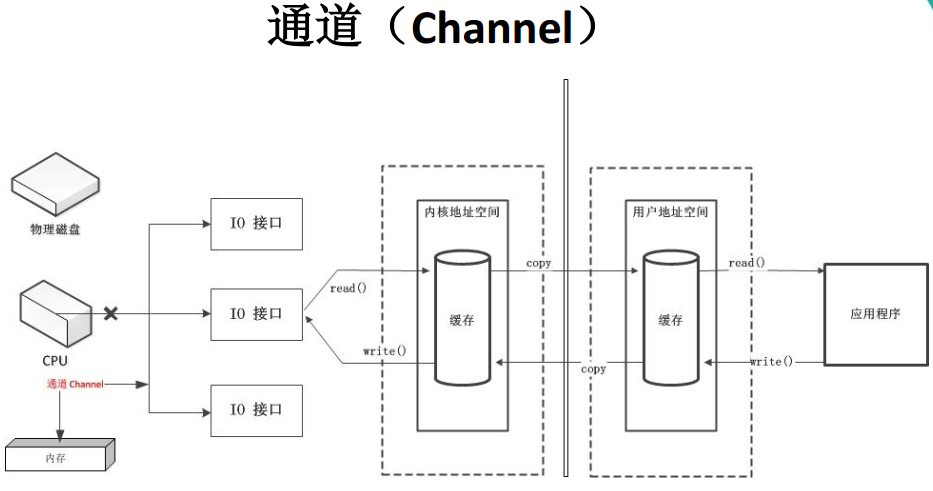 通道（Channel）
物理磁盘
CPU
通道 Channel
内存
IO 接口
IO 接口
IO 接口
read()
write()
内核地址空间
缓存
copy
copy
用户地址空间
缓存
read()
write()
应用程序